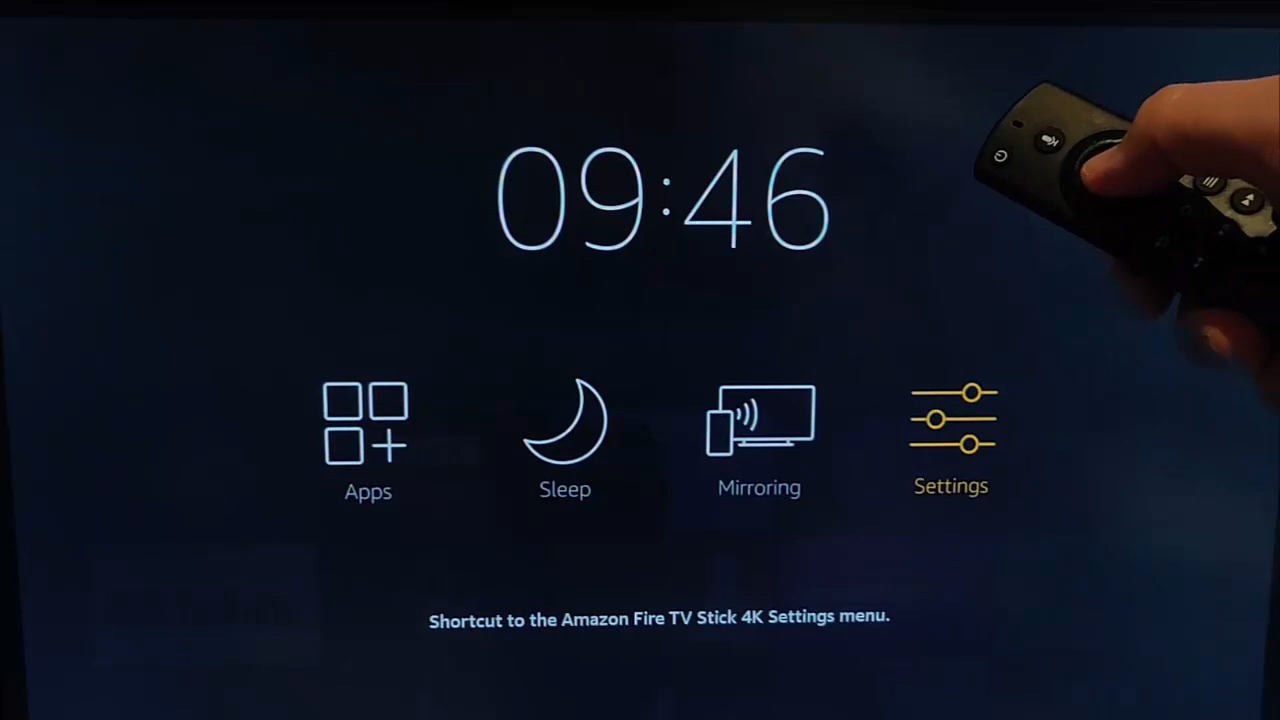 09:46
Apps
Sleep
Mirroring
Settings
Shortcut to the Amazon Fire TV Stick 4K Settings menu.